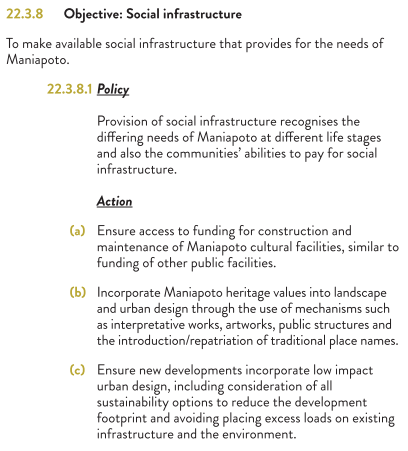 22.3.8 Objective: Social infrastructure
To make available social infrastructure that provides for the needs of
Maniapoto.
22.3.8.1 Policy
Provision of social infrastructure recognises the
differing needs of Maniapoto at different life stages
and also the communities' abilities to pay for social
infrastructure.
Action
(a) Ensure access to funding for construction and
maintenance of Maniapoto cultural facilities, similar to
funding of other public facilities.
(b) Incorporate Maniapoto heritage values into landscape
and urban design through the use of mechanisms such
as interpretative works, artworks, public structures and
the introduction/repatriation of traditional place names.
(c) Ensure new developments incorporate low impact
urban design, including consideration of all
sustainability options to reduce the development
footprint and avoiding placing excess loads on existing
infrastructure and the environment.